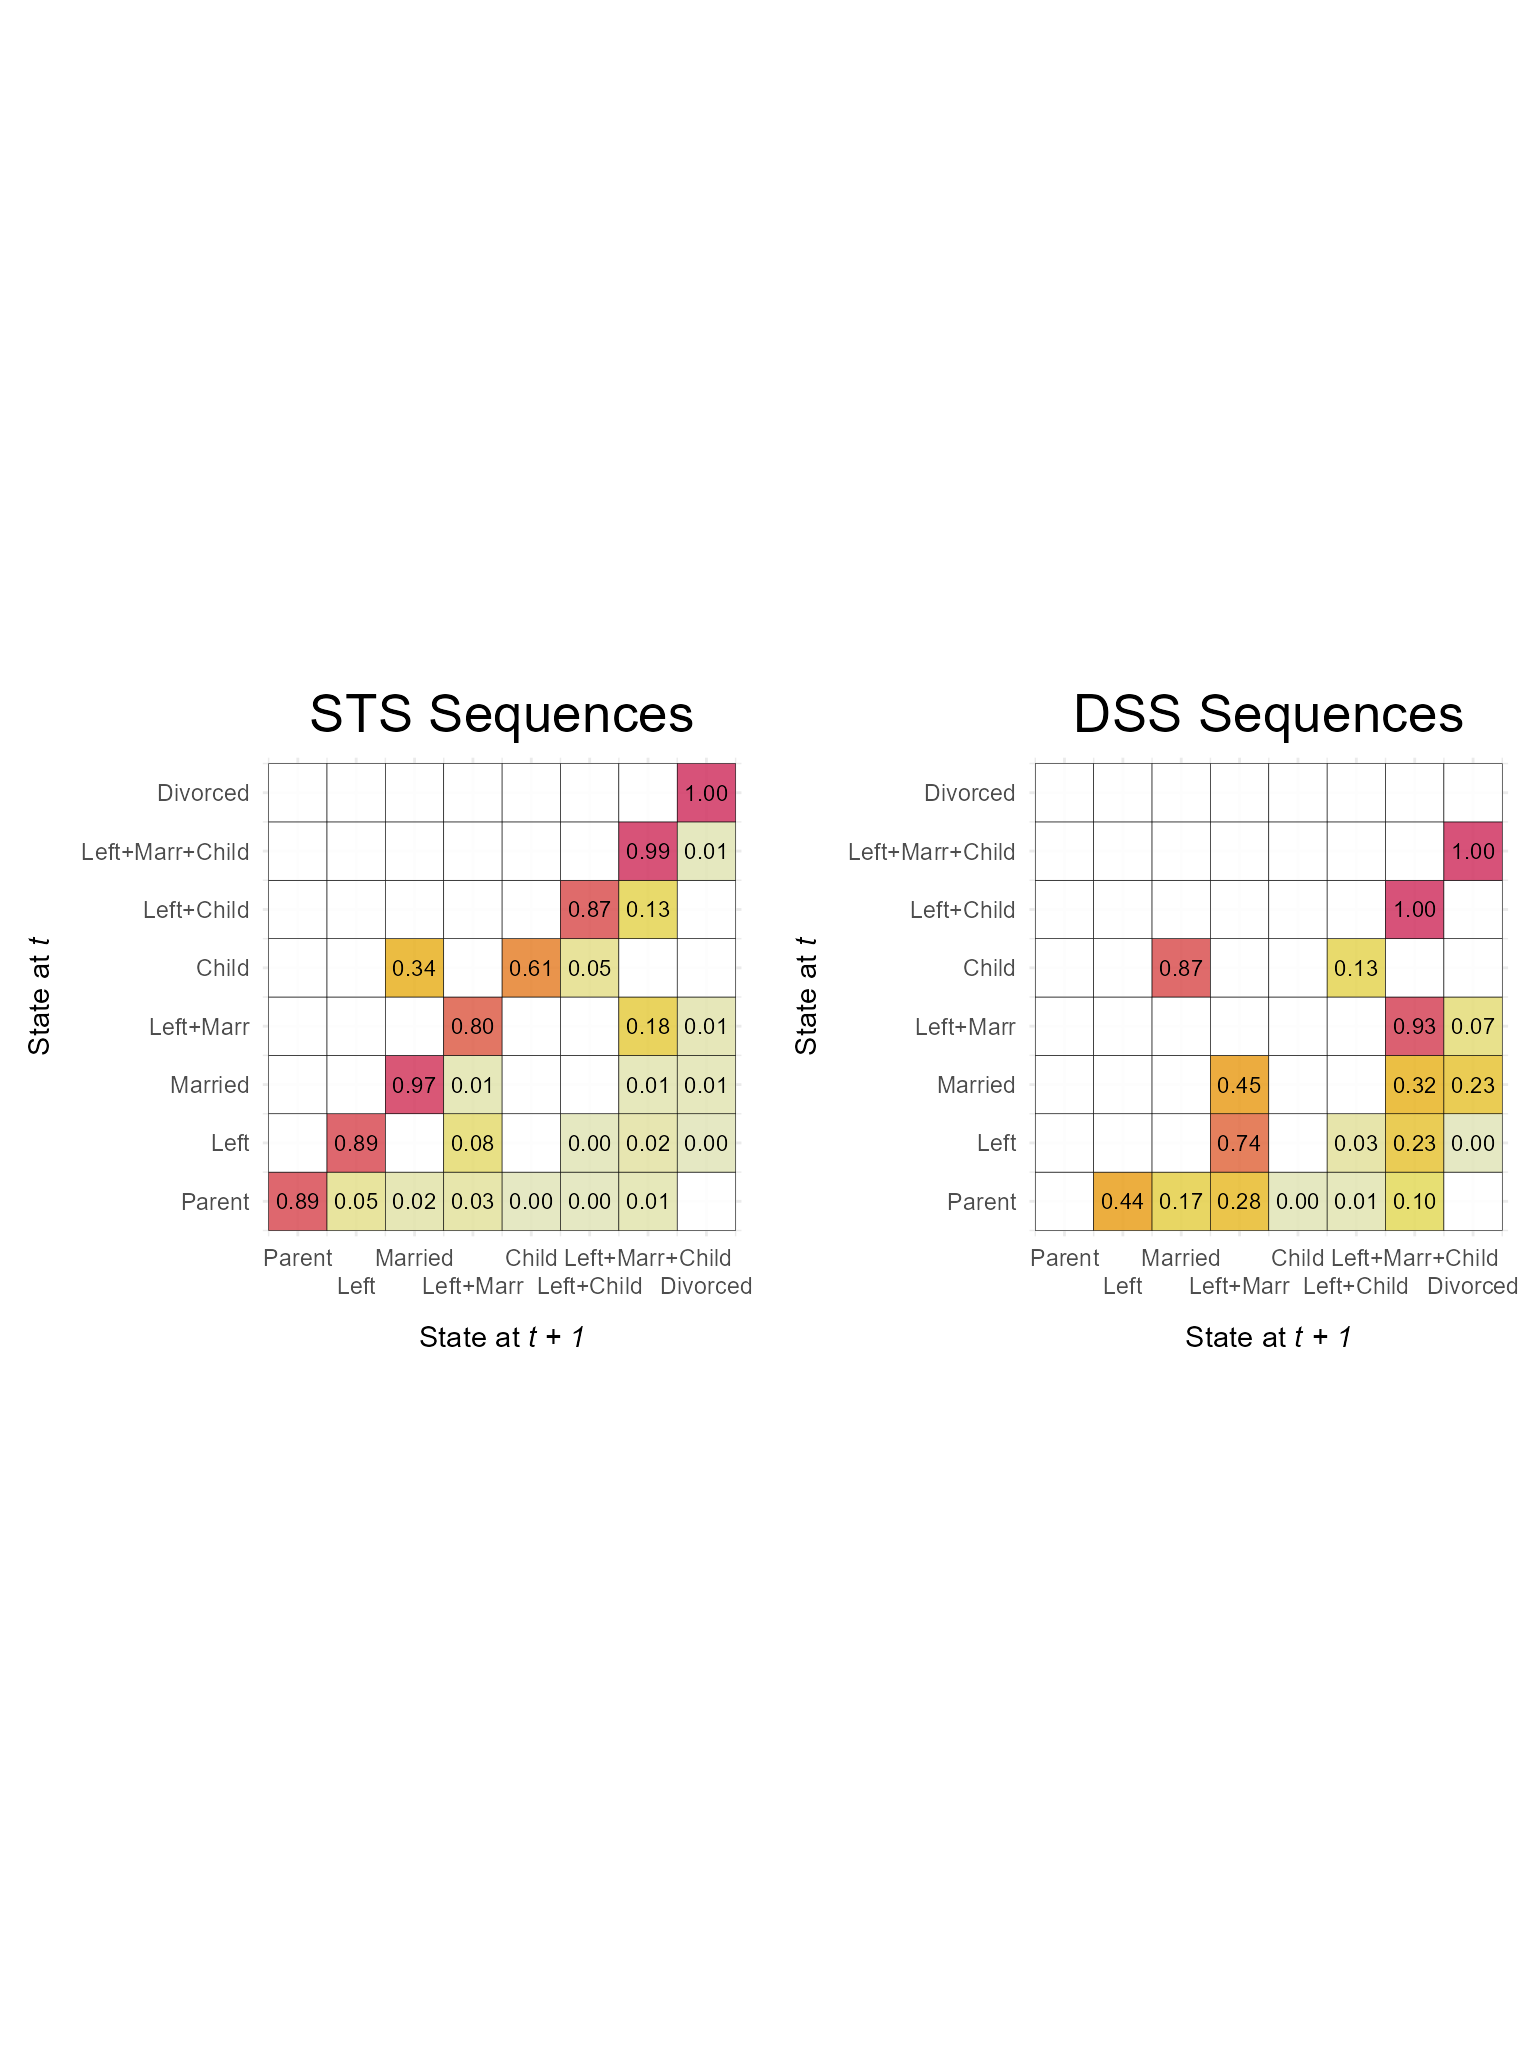 STS Sequences
Divorced 1.00
Left+Marr+Child 0.99 0.01
Left+Child 0.87 0.13
Child 0.34 0.61 0.05
Left+Marr 0.80 0.18 0.01
Married 0.97 0.01 0.01 0.01
Left 0.89 0.08 0.00 0.02 0.00
Parent 0.89 0.05 0.02 0.03 0.00 0.00 0.01
Parent Married Child Left+Marr+Child
Left Left+Marr Left+Child Divorced
State at t
State at t + 1
DSS Sequences
Divorced
Left+Marr+Child 1.00
Left+Child 1.00
Child 0.87 0.13
Left+Marr 0.93 0.07
Married 0.45 0.32 0.23
Left 0.74 0.03 0.23 0.00
Parent 0.44 0.17 0.28 0.00 0.01 0.10
Parent Married Child Left+Marr+Child
Left Left+Marr Left+Child Divorced
State at t
State at t + 1